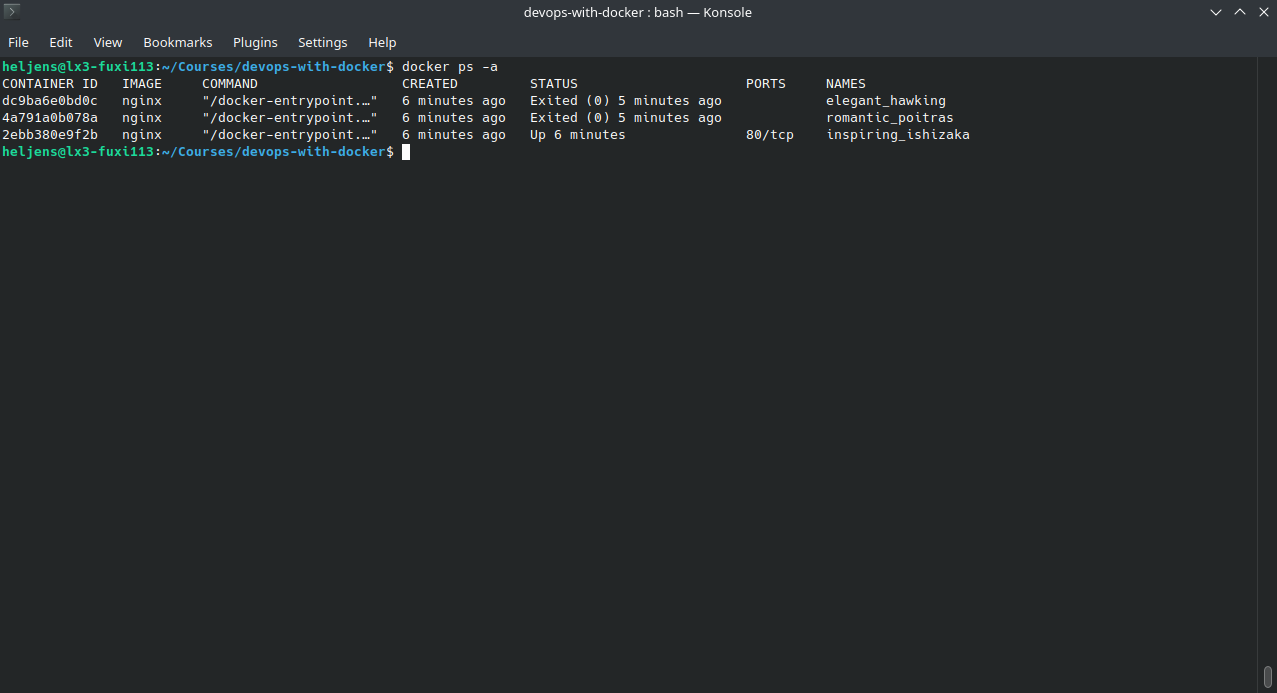 devops-with-docker : bash — Konsole
File Edit View Bookmarks Plugins Settings Help
heljens@lx3-fuxi113:~/Courses/devops-with-docker$ docker ps -a
CONTAINER ID   IMAGE     COMMAND                  CREATED         STATUS                     PORTS     NAMES
dc9ba6e0bd0c   nginx     "/docker-entrypoint.…"   6 minutes ago   Exited (0) 5 minutes ago             elegant_hawking
4a791a0b078a   nginx     "/docker-entrypoint.…"   6 minutes ago   Exited (0) 5 minutes ago             romantic_poitras
2ebb380e9f2b   nginx     "/docker-entrypoint.…"   6 minutes ago   Up 6 minutes               80/tcp    inspiring_ishizaka
heljens@lx3-fuxi113:~/Courses/devops-with-docker$